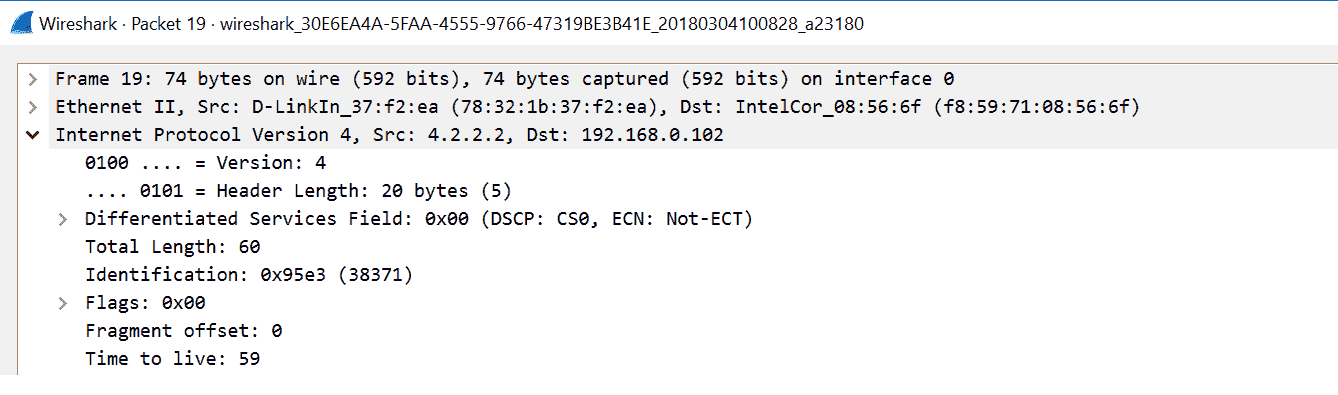 Wireshark · Packet 19 · wireshark_30E6EA4A-5FAA-4555-9766-47319BE3B41E_20180304100828_a23180
Frame 19: 74 bytes on wire (592 bits), 74 bytes captured (592 bits) on interface 0
Ethernet II, Src: D-LinkIn_37:f2:ea (78:32:1b:37:f2:ea), Dst: IntelCor_08:56:6f (f8:59:71:08:56:6f)
Internet Protocol Version 4, Src: 4.2.2.2, Dst: 192.168.0.102
0100 .... = Version: 4
.... 0101 = Header Length: 20 bytes (5)
Differentiated Services Field: 0x00 (DSCP: CS0, ECN: Not-ECT)
Total Length: 60
Identification: 0x95e3 (38371)
Flags: 0x00
Fragment offset: 0
Time to live: 59